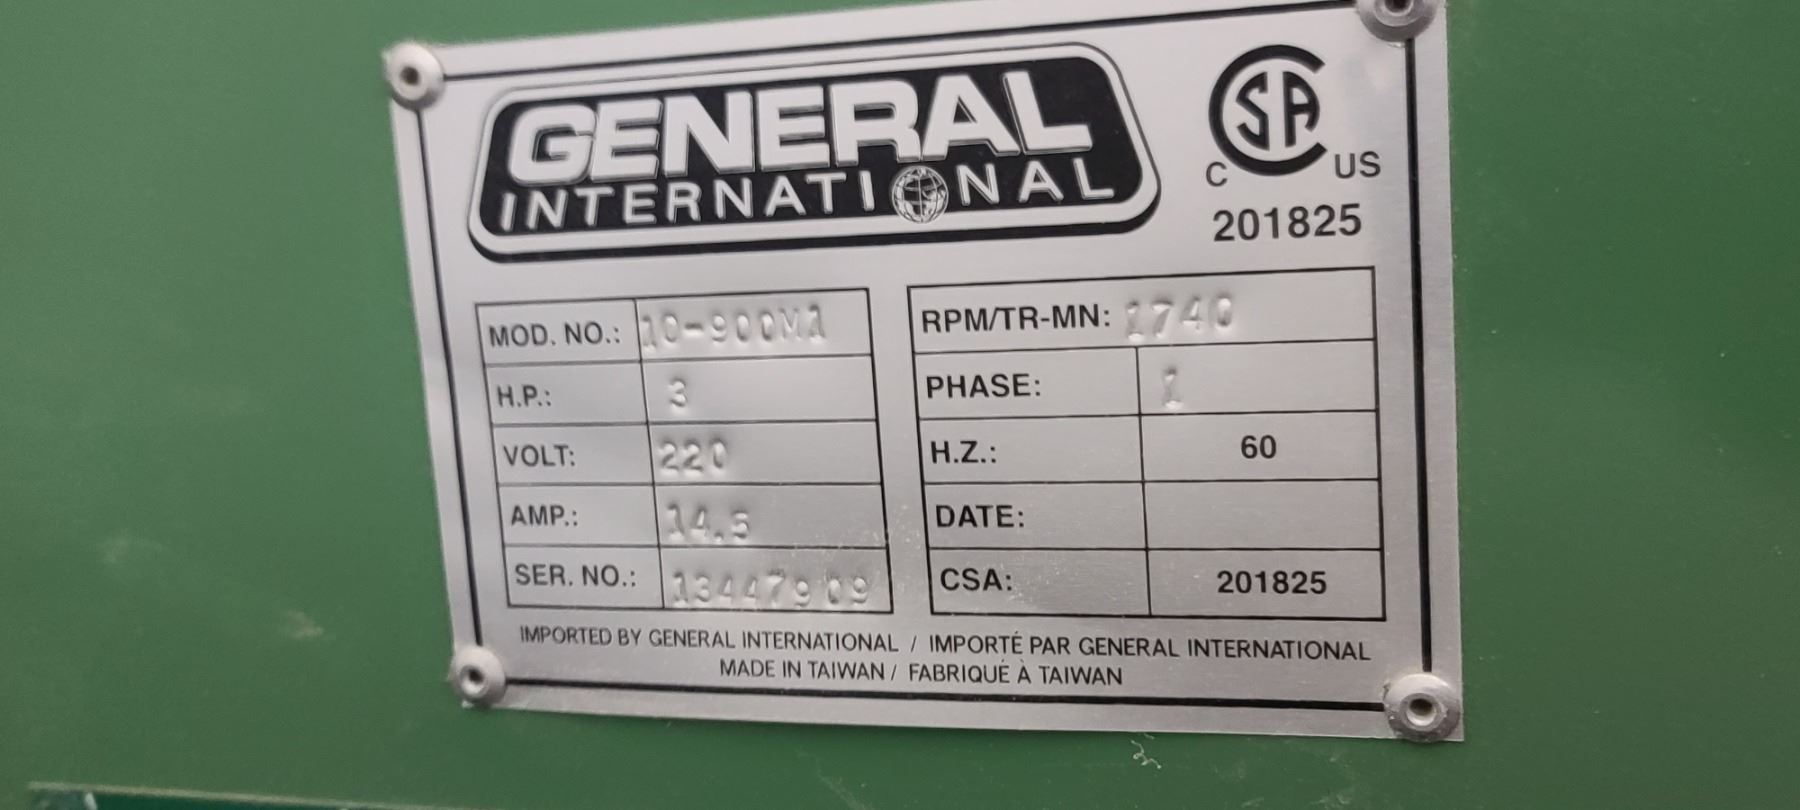 GENERAL
INTERNATIONAL
CSA
C US
201825
MOD. NO.: 10-900M1
H.P.: 3
VOLT: 220
AMP.: 14.5
SER. NO.: 13447909
RPM/TR-MN: 1740
PHASE: 1
H.Z.: 60
DATE:
CSA: 201825
IMPORTED BY GENERAL INTERNATIONAL / IMPORTÉ PAR GENERAL INTERNATIONAL
MADE IN TAIWAN / FABRIQUÉ À TAIWAN